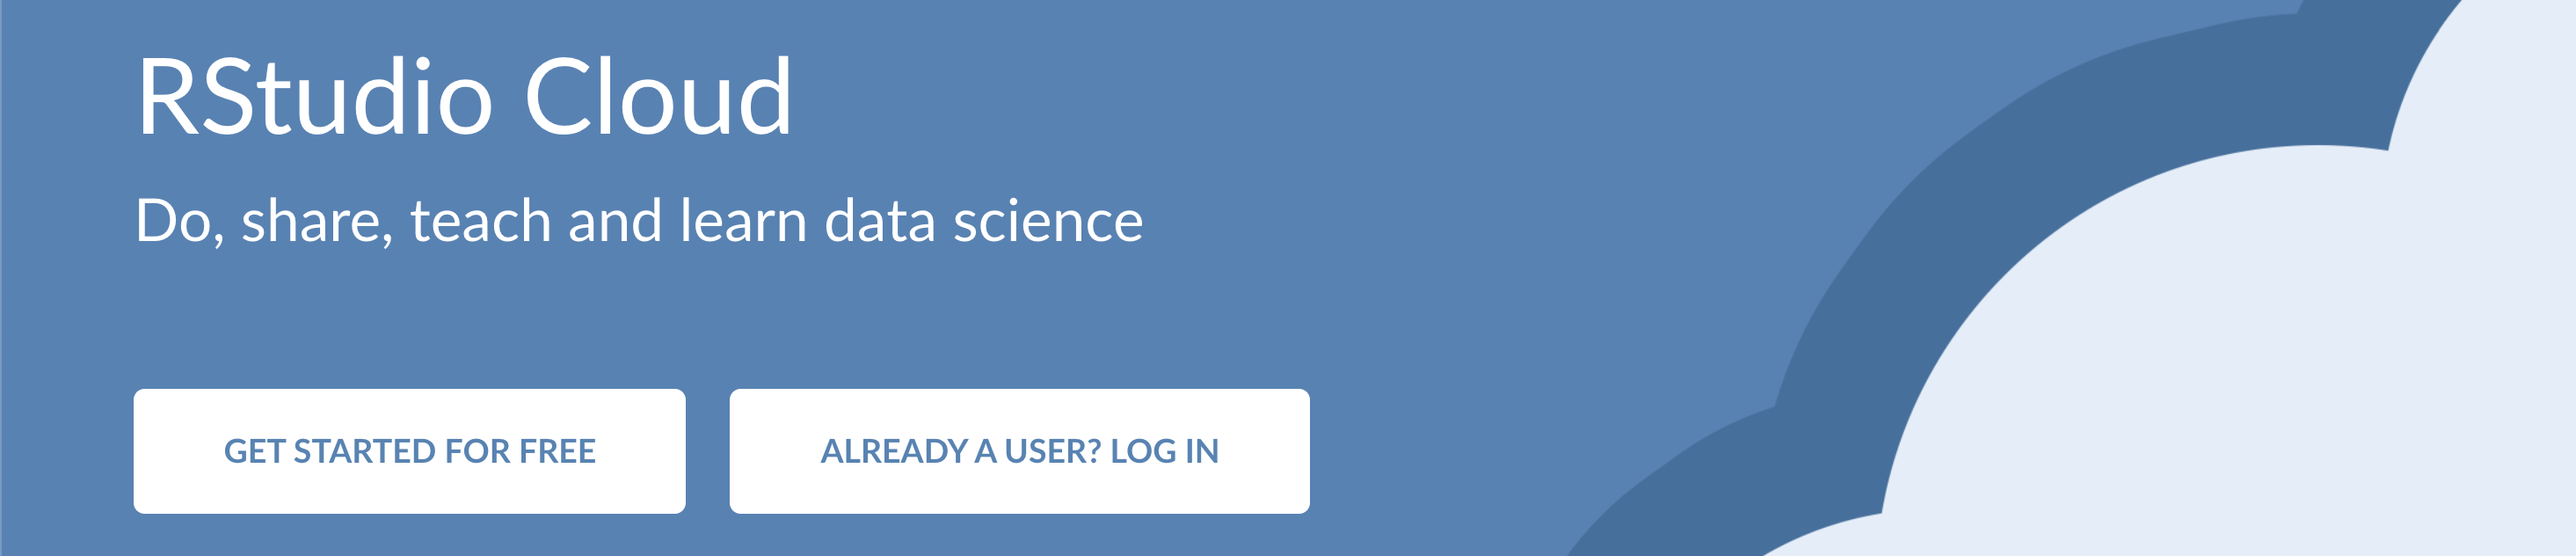 RStudio Cloud
Do, share, teach and learn data science
GET STARTED FOR FREE
ALREADY A USER? LOG IN